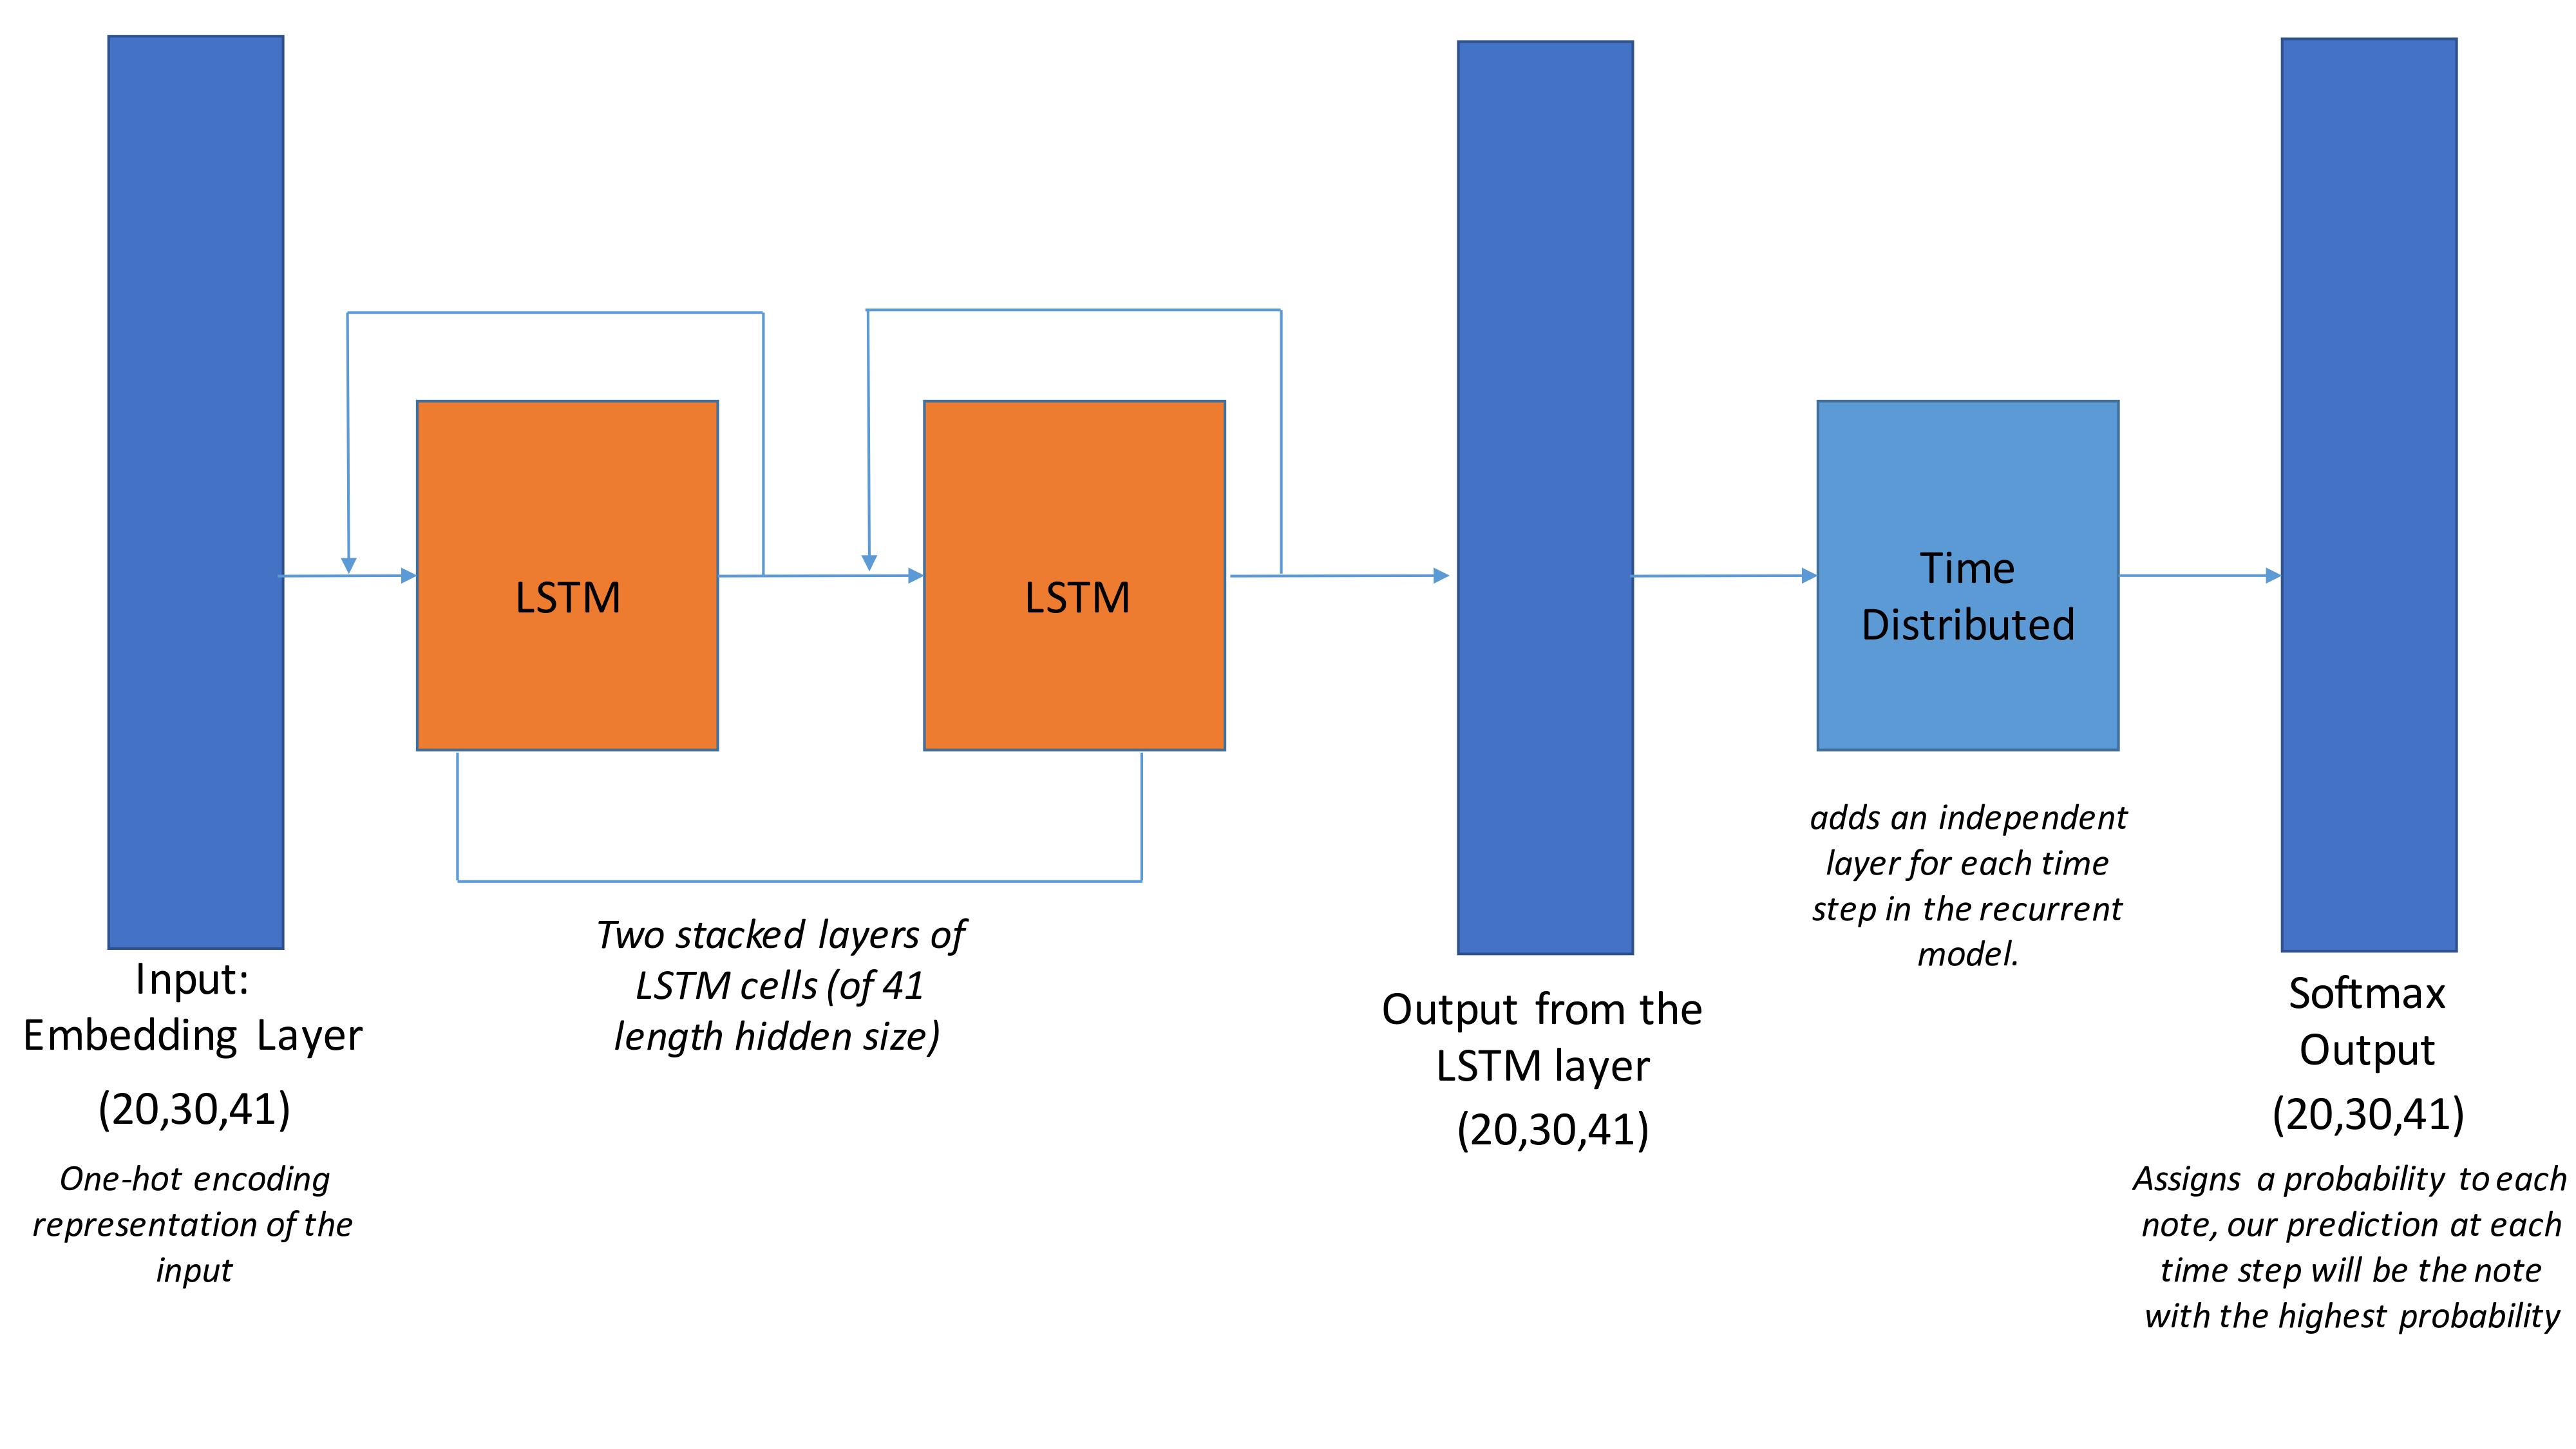 LSTM
LSTM
Time
Distributed
Input:
Embedding Layer
(20,30,41)
One-hot encoding
representation of the
input
Two stacked layers of
LSTM cells (of 41
length hidden size)
Output from the
LSTM layer
(20,30,41)
adds an independent
layer for each time
step in the recurrent
model.
Softmax
Output
(20,30,41)
Assigns a probability to each
note, our prediction at each
time step will be the note
with the highest probability